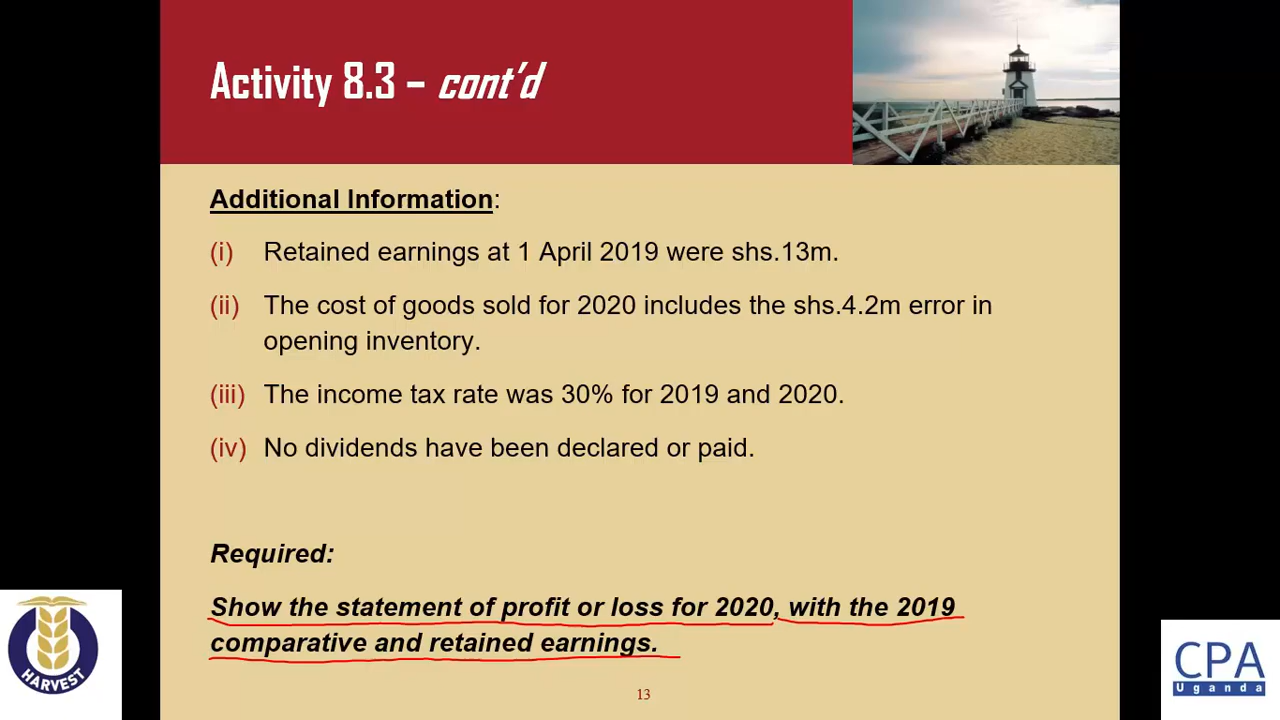 Activity 8.3 – cont'd
Additional Information:
(i) Retained earnings at 1 April 2019 were shs.13m.
(ii) The cost of goods sold for 2020 includes the shs.4.2m error in
opening inventory.
(iii) The income tax rate was 30% for 2019 and 2020.
(iv) No dividends have been declared or paid.
Required:
Show the statement of profit or loss for 2020, with the 2019
comparative and retained earnings.
13
HARVEST
CPA
Uganda